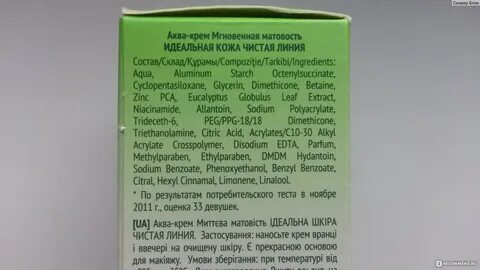 Силвер Блэк
Аква-крем Мгновенная матовость
ИДЕАЛЬНАЯ КОЖА ЧИСТАЯ ЛИНИЯ
Состав/Склад/Құрамы/Compoziţie/Tarkibi/Ingredients:
Aqua, Aluminum Starch Octenylsuccinate,
Cyclopentasiloxane, Glycerin, Dimethicone, Betaine,
Zinc PCA, Eucalyptus Globulus Leaf Extract,
Niacinamide, Allantoin, Sodium Polyacrylate,
Trideceth-6, PEG/PPG-18/18 Dimethicone,
Triethanolamine, Citric Acid, Acrylates/C10-30 Alkyl
Acrylate Crosspolymer, Disodium EDTA, Parfum,
Methylparaben, Ethylparaben, DMDM Hydantoin,
Sodium Benzoate, Phenoxyethanol, Benzyl Benzoate,
Citral, Hexyl Cinnamal, Limonene, Linalool.
* По результатам потребительского теста в ноябре
2011 г., оценка 33 девушек.
[UA] Аква-крем Миттєва матовість ІДЕАЛЬНА ШКІРА
ЧИСТАЯ ЛИНИЯ. Застосування: наносьте крем вранці
і ввечері на очищену шкіру. Є прекрасною основою
для макіяжу. Умови зберігання: при температурі від
IRECOMMEND.RU